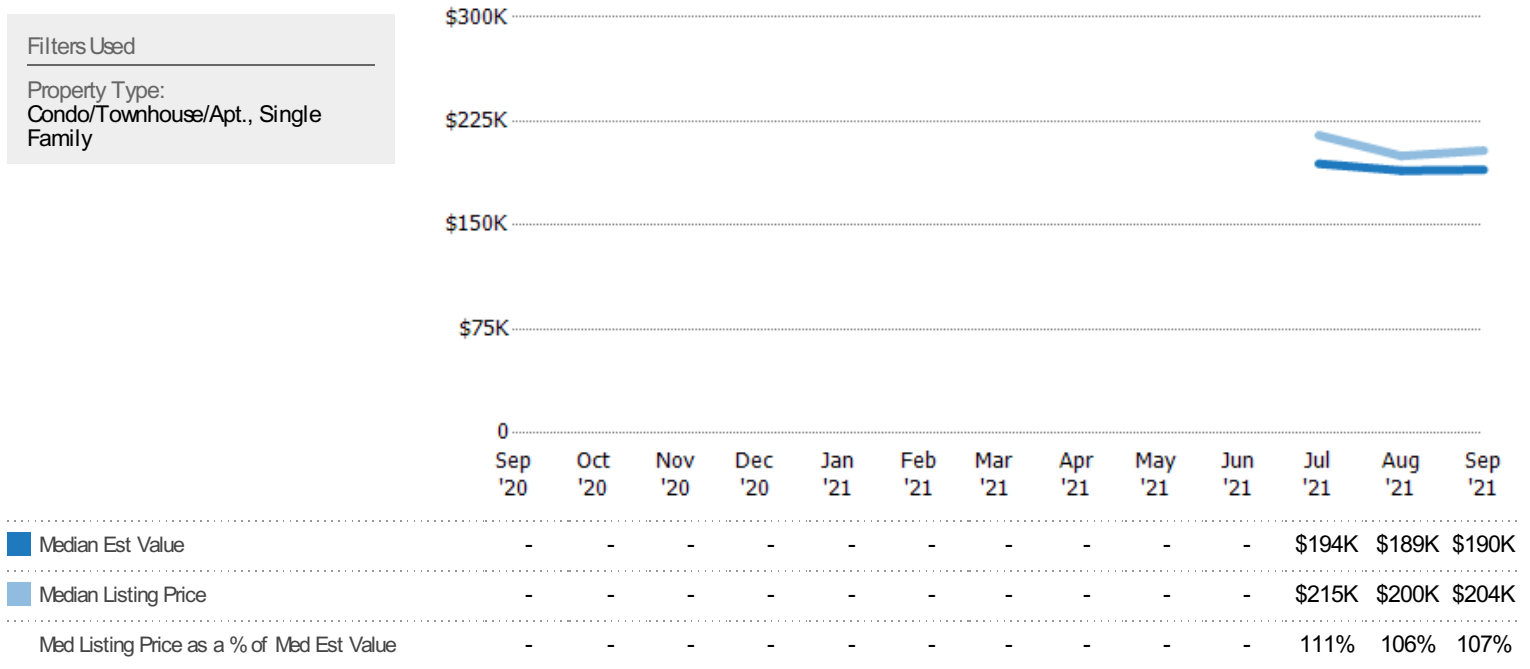 Filters Used
Property Type:
Condo/Townhouse/Apt., Single
Family
$300K
$225K
$150K
$75K
0
Sep Oct Nov Dec Jan Feb Mar Apr May Jun Jul Aug Sep
'20 '20 '20 '20 '21 '21 '21 '21 '21 '21 '21 '21 '21
Median Est Value - - - - - - - - - - $194K $189K $190K
Median Listing Price - - - - - - - - - - $215K $200K $204K
Med Listing Price as a % of Med Est Value - - - - - - - - - - 111% 106% 107%